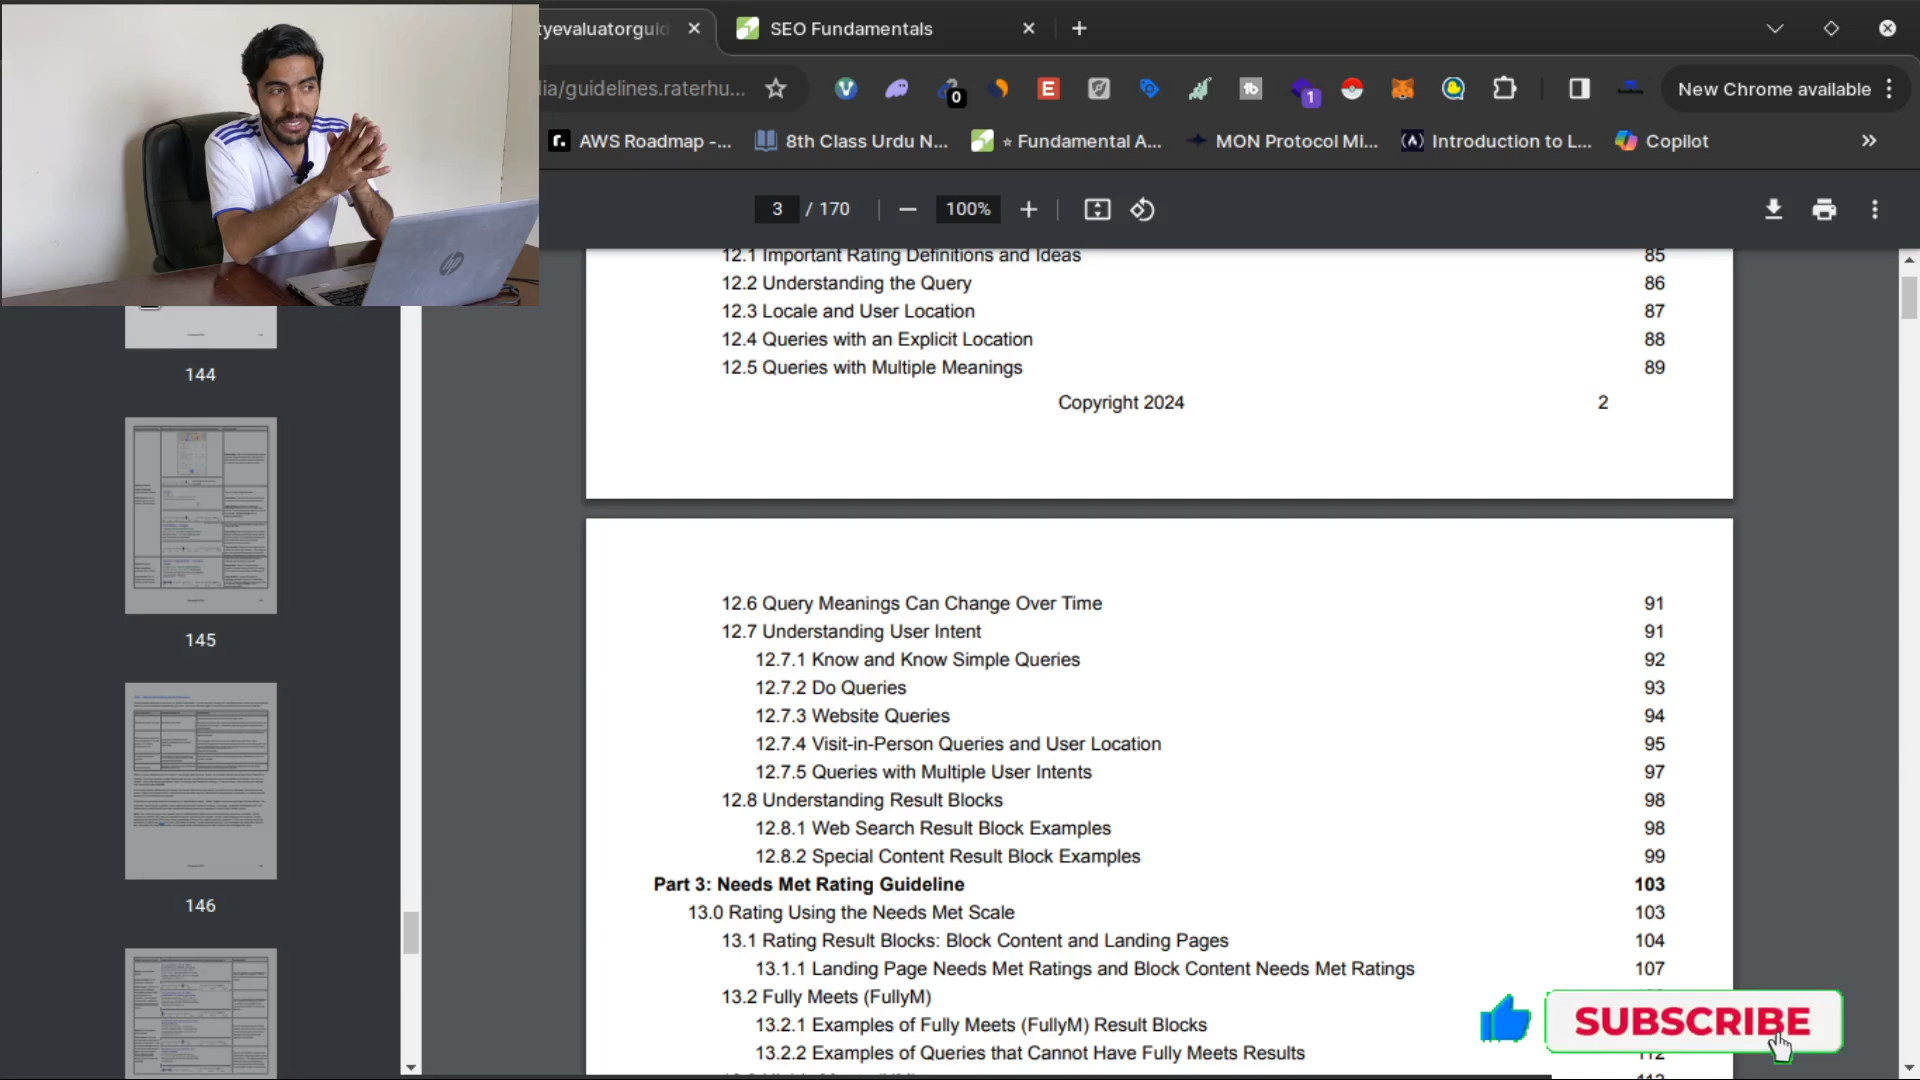 tyevaluatorguid
SEO Fundamentals
lia/guidelines.raterhu...
0
E
1
New Chrome available
r.
AWS Roadmap -...
8th Class Urdu N...
Fundamental A...
MON Protocol Mi...
Introduction to L...
Copilot
3 / 170
100%
hp
144
145
146
12.1 Important Rating Definitions and Ideas 85
12.2 Understanding the Query 86
12.3 Locale and User Location 87
12.4 Queries with an Explicit Location 88
12.5 Queries with Multiple Meanings 89
Copyright 2024 2
12.6 Query Meanings Can Change Over Time 91
12.7 Understanding User Intent 91
12.7.1 Know and Know Simple Queries 92
12.7.2 Do Queries 93
12.7.3 Website Queries 94
12.7.4 Visit-in-Person Queries and User Location 95
12.7.5 Queries with Multiple User Intents 97
12.8 Understanding Result Blocks 98
12.8.1 Web Search Result Block Examples 98
12.8.2 Special Content Result Block Examples 99
Part 3: Needs Met Rating Guideline 103
13.0 Rating Using the Needs Met Scale 103
13.1 Rating Result Blocks: Block Content and Landing Pages 104
13.1.1 Landing Page Needs Met Ratings and Block Content Needs Met Ratings 107
13.2 Fully Meets (FullyM)
13.2.1 Examples of Fully Meets (FullyM) Result Blocks
13.2.2 Examples of Queries that Cannot Have Fully Meets Results 112
SUBSCRIBE